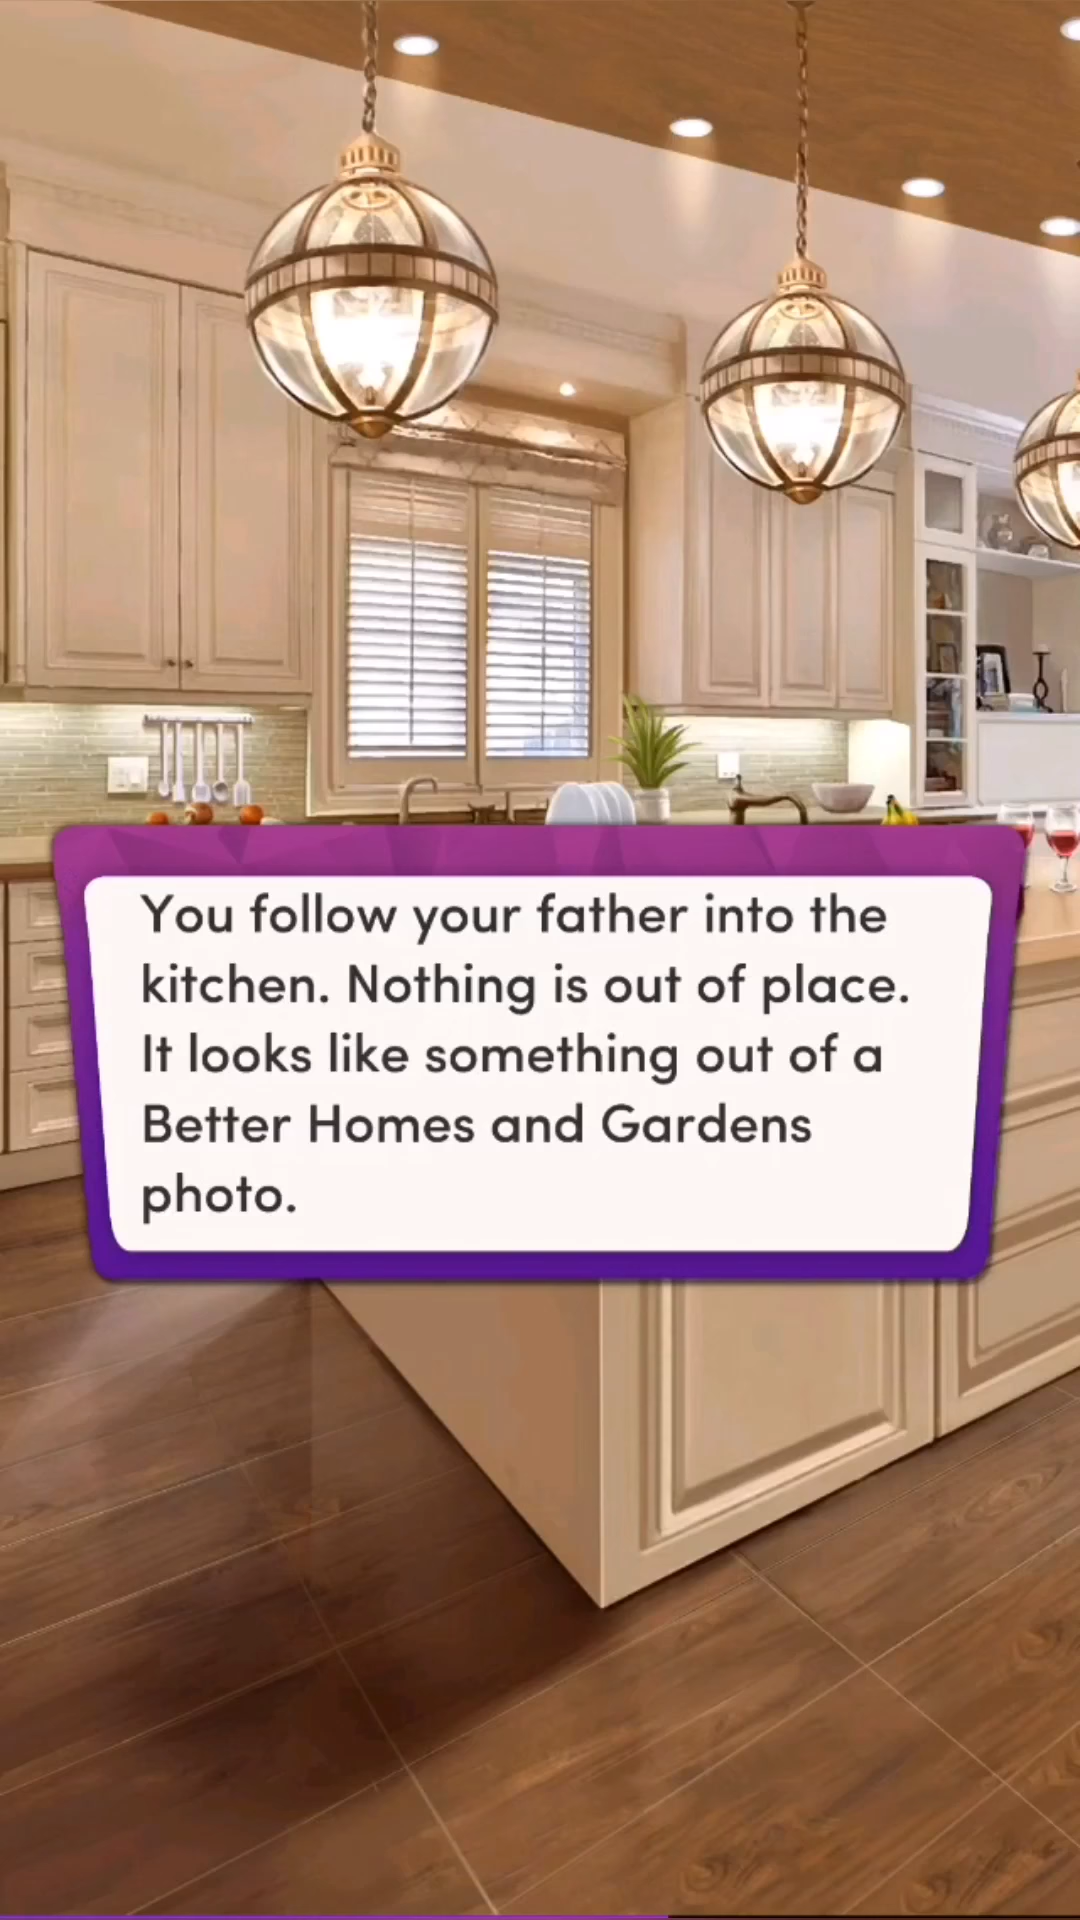 You follow your father into the
kitchen. Nothing is out of place.
It looks like something out of a
Better Homes and Gardens
photo.